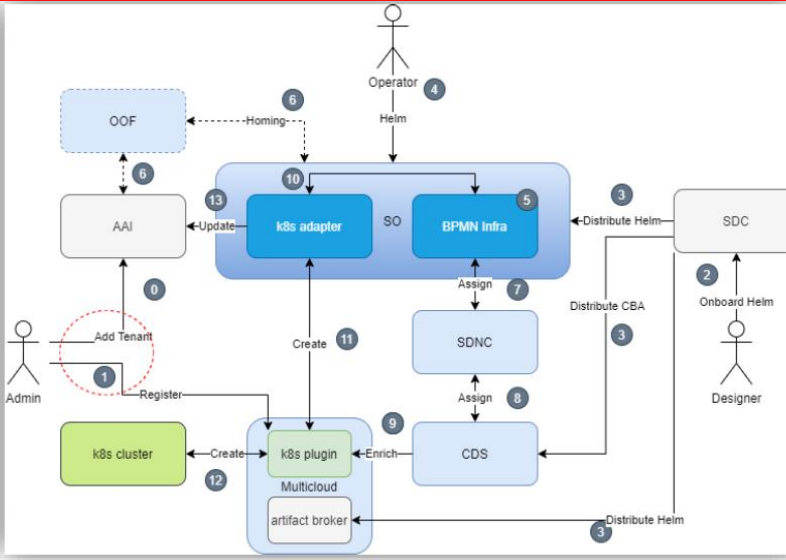 Operator
4
OOF
6
Homing
Helm
6
10
13
5
3
AAI
Update
k8s adapter
SO
BPMN Infra
Distribute Helm
SDC
0
Assign
7
2
Distribute CBA
Onboard Helm
Add Tenant
Create
11
SDNC
3
Admin
1
Register
Assign
8
Designer
9
k8s cluster
Create
k8s plugin
Enrich
CDS
12
Multicloud
artifact broker
Distribute Helm
3